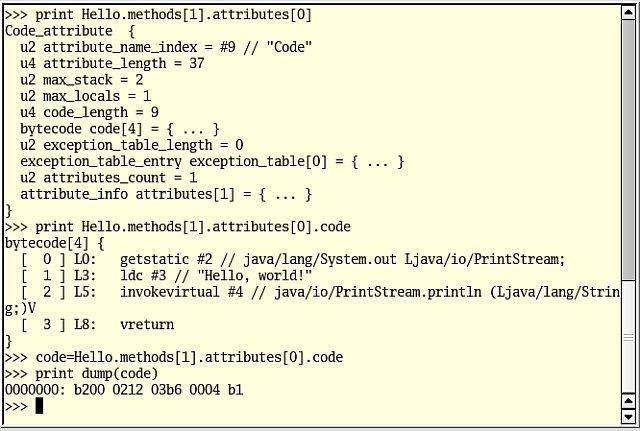 >>> print Hello.methods[1].attributes[0]
Code_attribute  {
  u2 attribute_name_index = #9 // "Code"
  u4 attribute_length = 37
  u2 max_stack = 2
  u2 max_locals = 1
  u4 code_length = 9
  bytecode code[4] = { ... }
  u2 exception_table_length = 0
  exception_table_entry exception_table[0] = { ... }
  u2 attributes_count = 1
  attribute_info attributes[1] = { ... }
}
>>> print Hello.methods[1].attributes[0].code
bytecode[4] {
  [  0 ] L0:   getstatic #2 // java/lang/System.out Ljava/io/PrintStream;
  [  1 ] L3:   ldc #3 // "Hello, world!"
  [  2 ] L5:   invokevirtual #4 // java/io/PrintStream.println (Ljava/lang/Strin
g;)V
  [  3 ] L8:   vreturn
}
>>> code=Hello.methods[1].attributes[0].code
>>> print dump(code)
0000000: b200 0212 03b6 0004 b1
>>>